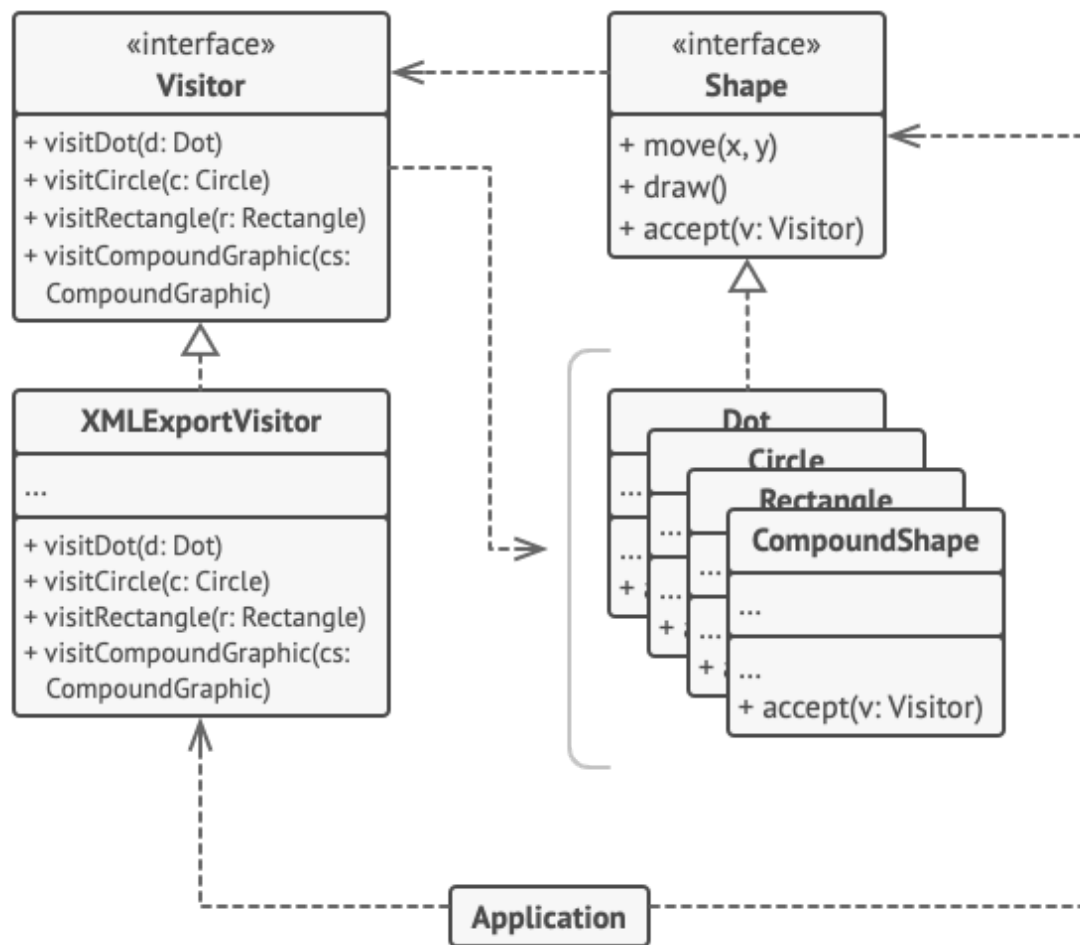 «interface»
Visitor
+ visitDot(d: Dot)
+ visitCircle(c: Circle)
+ visitRectangle(r: Rectangle)
+ visitCompoundGraphic(cs:
CompoundGraphic)
«interface»
Shape
+ move(x, y)
+ draw()
+ accept(v: Visitor)
XMLExportVisitor
...
+ visitDot(d: Dot)
+ visitCircle(c: Circle)
+ visitRectangle(r: Rectangle)
+ visitCompoundGraphic(cs:
CompoundGraphic)
Dot
...
...
+
Circle
...
...
+
Rectangle
...
...
+
CompoundShape
...
...
+ accept(v: Visitor)
Application